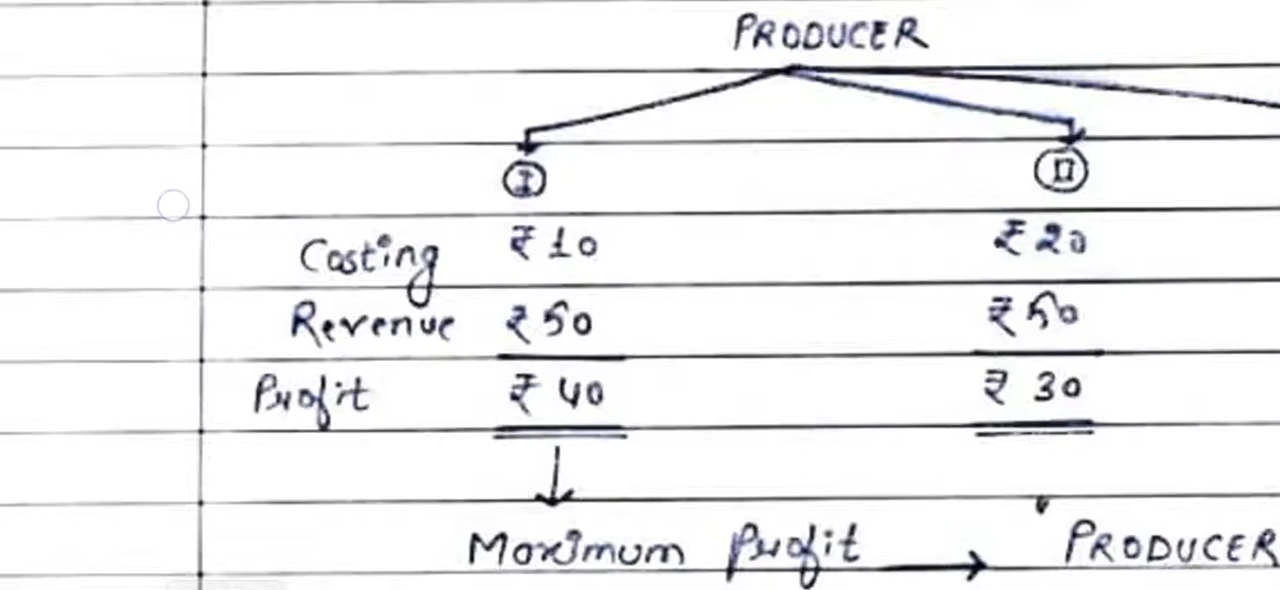 PRODUCER
I II
Costing ₹10 ₹20
Revenue ₹50 ₹50
Profit ₹40 ₹30
Maximum Profit → PRODUCER